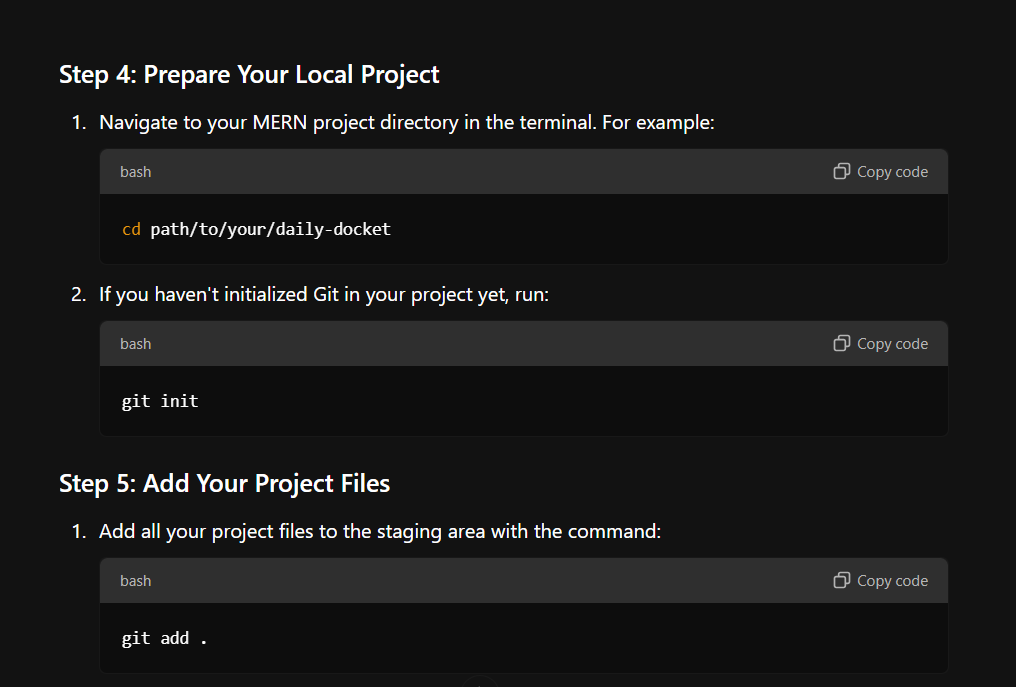 Step 4: Prepare Your Local Project
1. Navigate to your MERN project directory in the terminal. For example:
bash Copy code
cd path/to/your/daily-docket
2. If you haven't initialized Git in your project yet, run:
bash Copy code
git init
Step 5: Add Your Project Files
1. Add all your project files to the staging area with the command:
bash Copy code
git add .